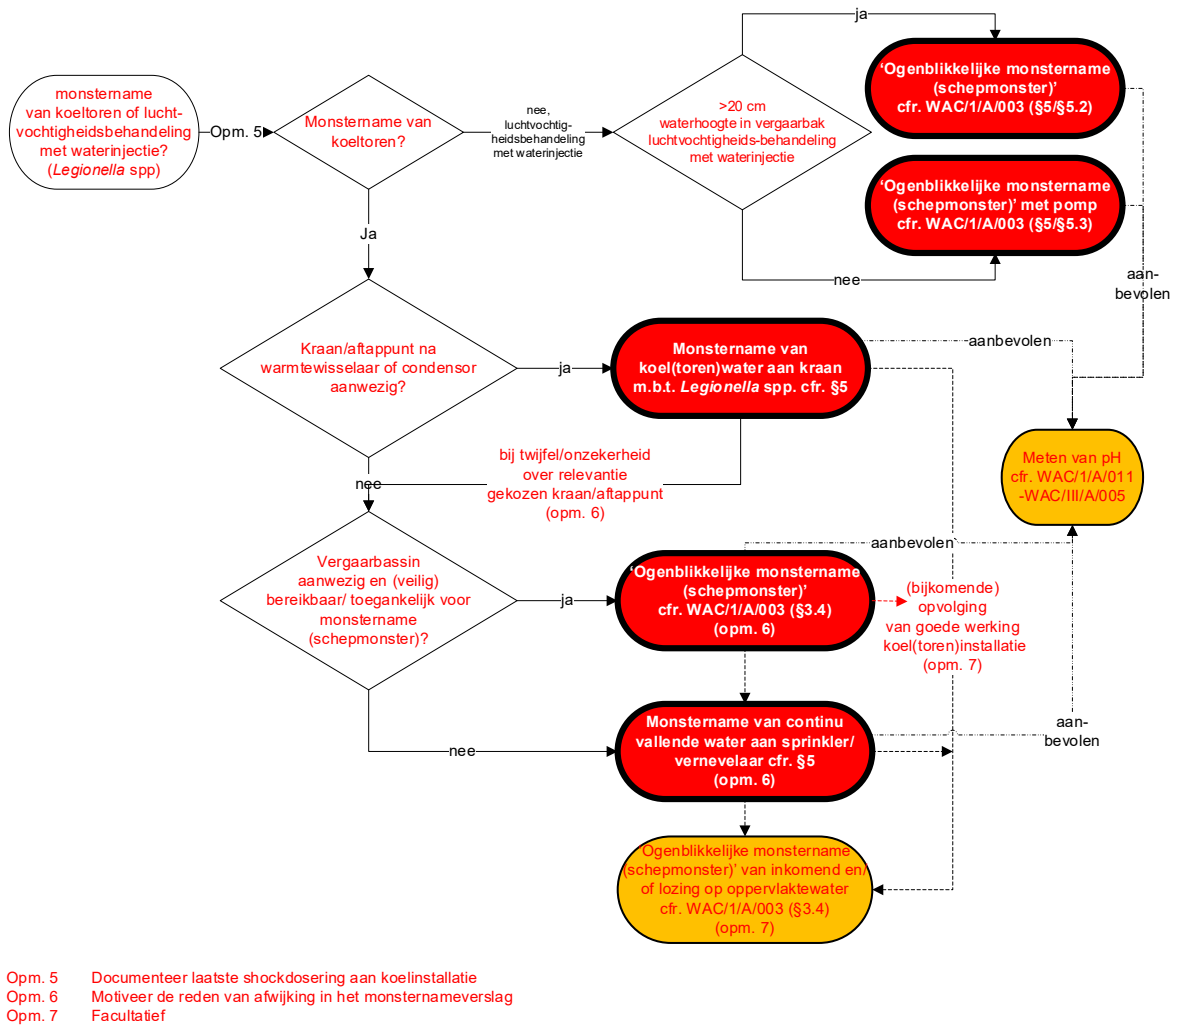 monstername
van koeltoren of lucht-
vochtigheidsbehandeling
met waterinjectie?
(Legionella spp)
Opm. 5
Monstername van
koeltoren?
nee,
luchtvochtig-
heidsbehandeling
met waterinjectie
>20 cm
waterhoogte in vergaarbak
luchtvochtigheids-behandeling
met waterinjectie
ja
‘Ogenblikkelijke monstername
(schepmonster)’
cfr. WAC/1/A/003 (§5/§5.2)
‘Ogenblikkelijke monstername
(schepmonster)’ met pomp
cfr. WAC/1/A/003 (§5/§5.3)
nee
aan-
bevolen
Ja
Kraan/aftappunt na
warmtewisselaar of condensor
aanwezig?
ja
Monstername van
koel(toren)water aan kraan
m.b.t. Legionella spp. cfr. §5
aanbevolen
Meten van pH
cfr. WAC/1/A/011
-WAC/III/A/005
bij twijfel/onzekerheid
over relevantie
gekozen kraan/aftappunt
(opm. 6)
nee
Vergaarbassin
aanwezig en (veilig)
bereikbaar/ toegankelijk voor
monstername
(schepmonster)?
ja
aanbevolen
‘Ogenblikkelijke monstername
(schepmonster)’
cfr. WAC/1/A/003 (§3.4)
(opm. 6)
(bijkomende)
opvolging
van goede werking
koel(toren)installatie
(opm. 7)
nee
Monstername van continu
vallende water aan sprinkler/
vernevelaar cfr. §5
(opm. 6)
aan-
bevolen
‘Ogenblikkelijke monstername
(schepmonster)’ van inkomend en/
of lozing op oppervlaktewater
cfr. WAC/1/A/003 (§3.4)
(opm. 7)
Opm. 5 Documenteer laatste shockdosering aan koelinstallatie
Opm. 6 Motiveer de reden van afwijking in het monsternameverslag
Opm. 7 Facultatief